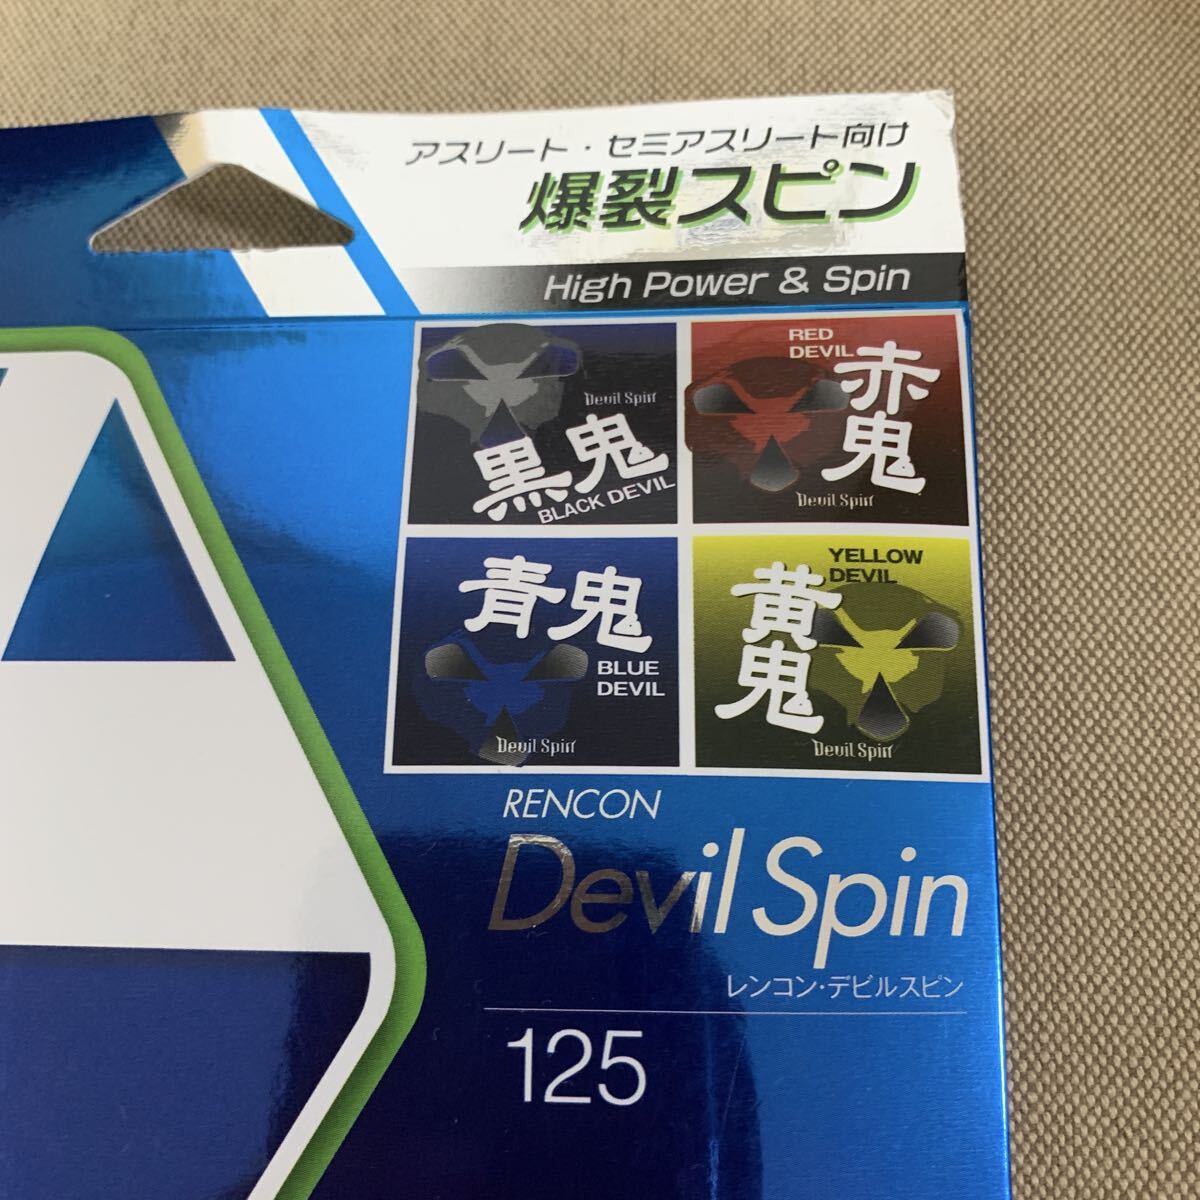 アスリート・セミアスリート向け
爆裂スピン
High Power & Spin
Devil Spin
黒鬼
BLACK DEVIL
RED
DEVIL
赤鬼
Devil Spin
青鬼
BLUE
DEVIL
Devil Spin
YELLOW
DEVIL
黄鬼
Devil Spin
RENCON
Devil Spin
レンコン・デビルスピン
125